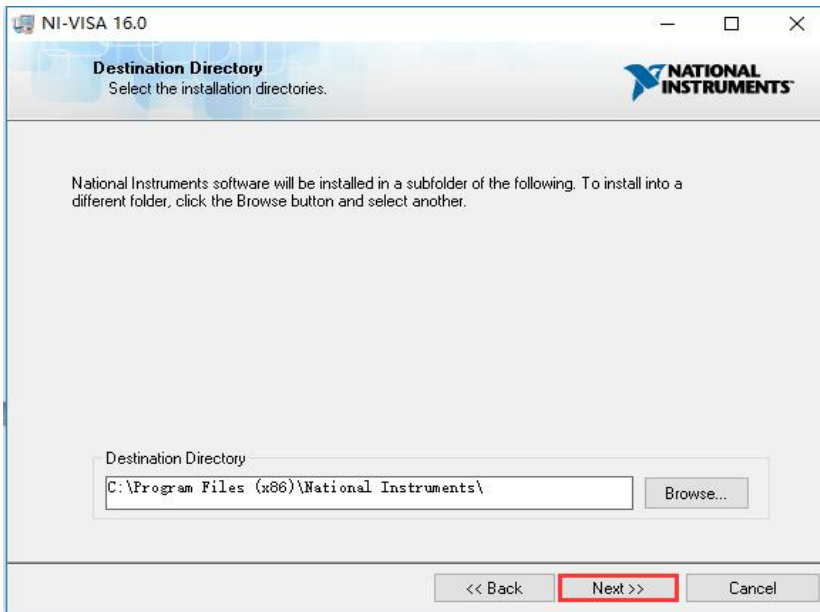 NI-VISA 16.0
Destination Directory
Select the installation directories.
NATIONAL
INSTRUMENTS™
National Instruments software will be installed in a subfolder of the following. To install into a
different folder, click the Browse button and select another.
Destination Directory
C:\Program Files (x86)\National Instruments\
Browse...
<< Back
Next >>
Cancel